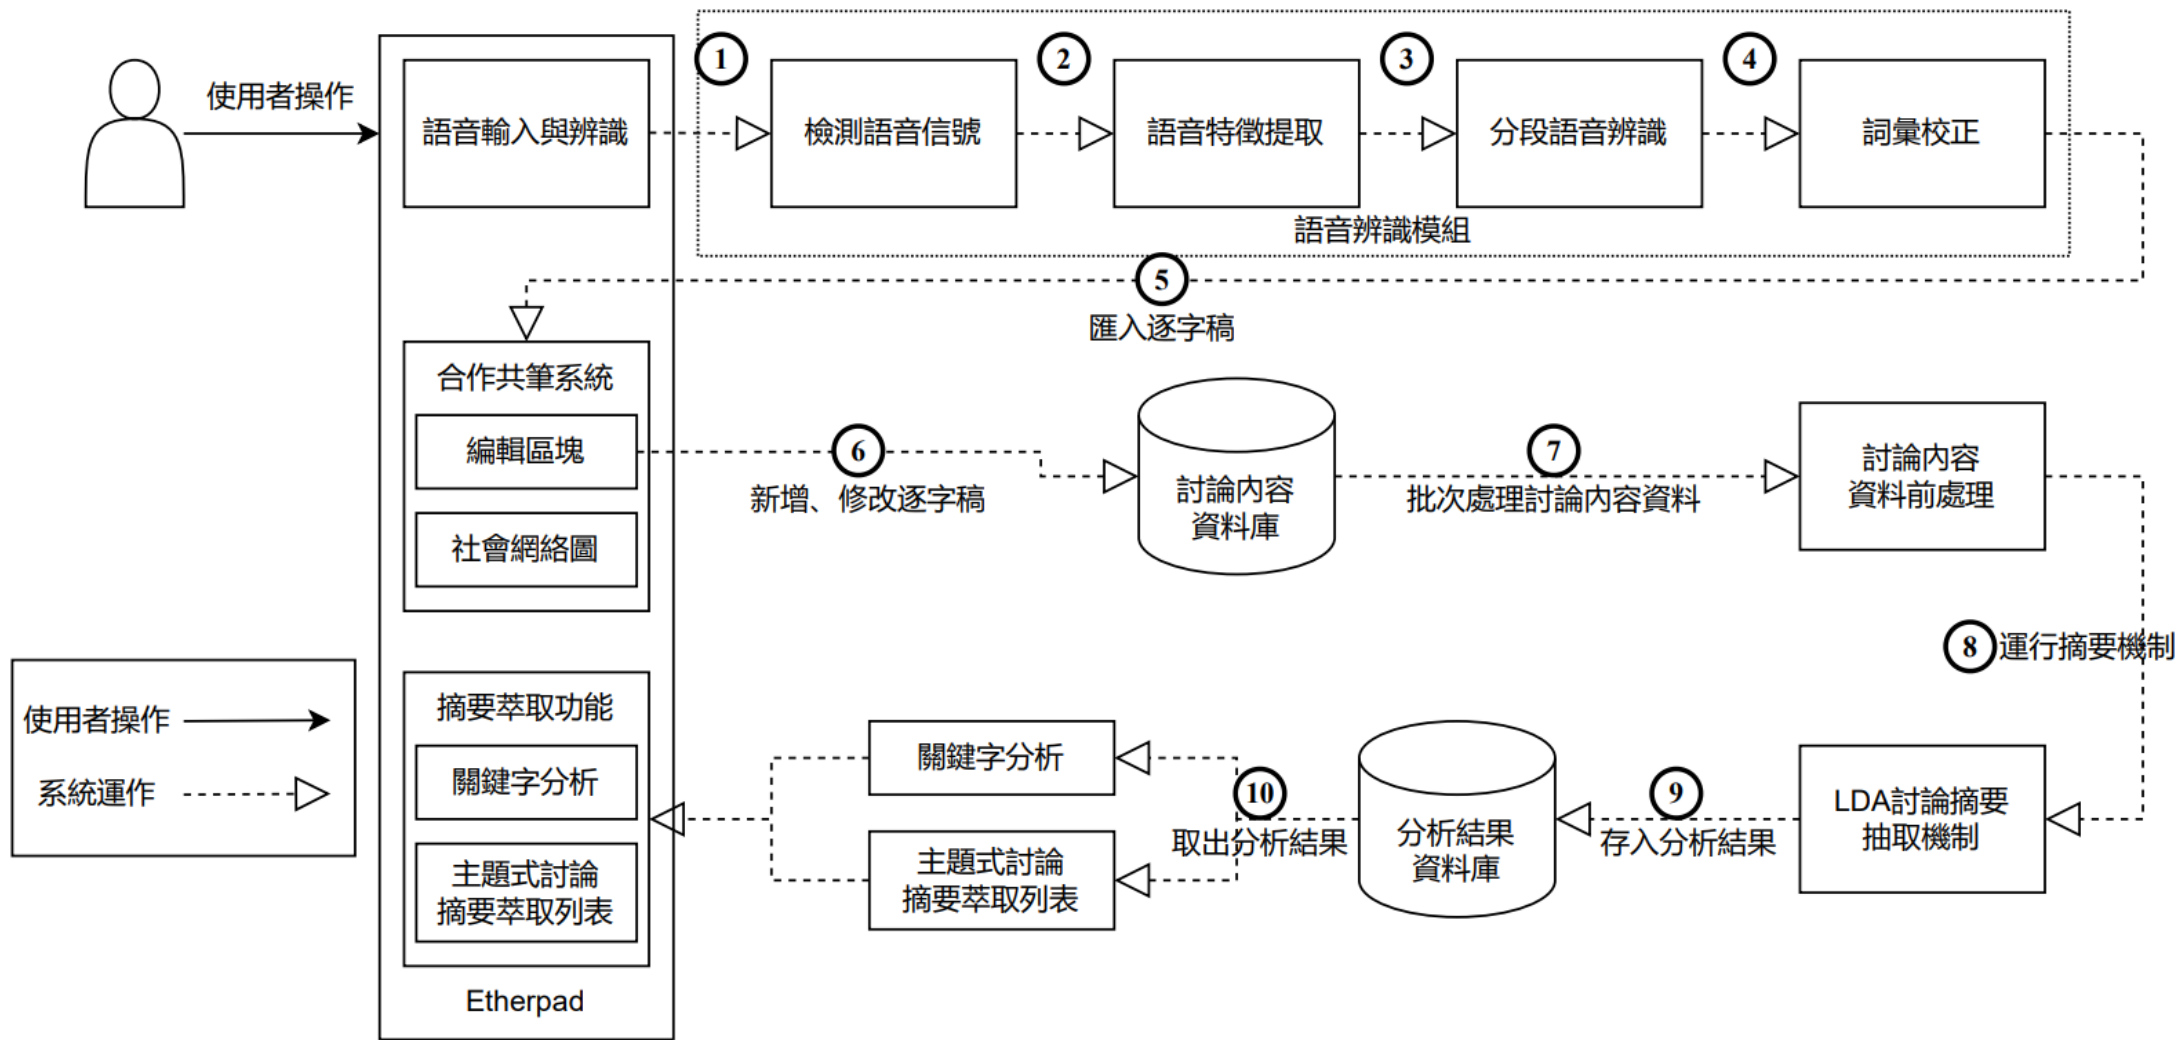 使用者操作
語音輸入與辨識
1
檢測語音信號
2
語音特徵提取
3
分段語音辨識
4
詞彙校正
語音辨識模組
5
匯入逐字稿
合作共筆系統
編輯區塊
社會網絡圖
6
新增、修改逐字稿
討論內容
資料庫
7
批次處理討論內容資料
討論內容
資料前處理
8
運行摘要機制
LDA討論摘要
抽取機制
9
存入分析結果
分析結果
資料庫
10
取出分析結果
關鍵字分析
主題式討論
摘要萃取列表
摘要萃取功能
關鍵字分析
主題式討論
摘要萃取列表
Etherpad
使用者操作
系統運作